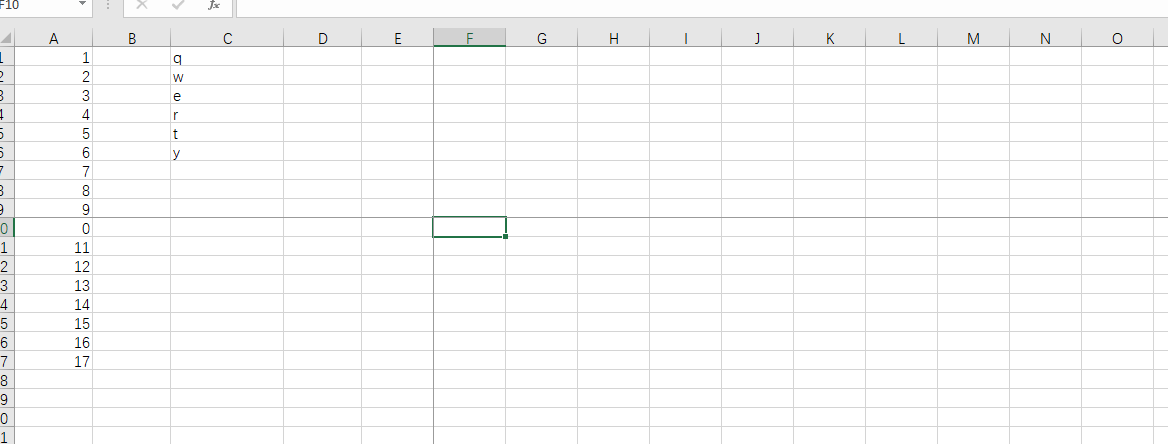 F10 fx
A B C D E F G H I J K L M N O
1 1 q
2 2 w
3 3 e
4 4 r
5 5 t
6 6 y
7 7
8 8
9 9
0 0
1 11
2 12
3 13
4 14
5 15
6 16
7 17
8
9
0
1